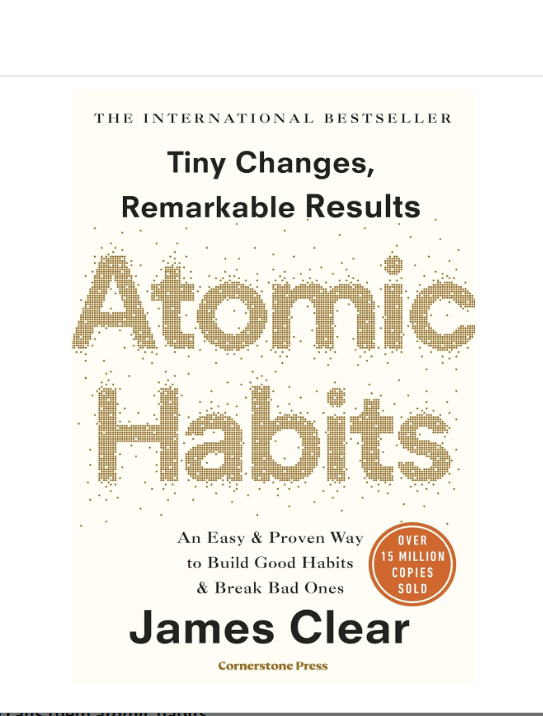 THE INTERNATIONAL BESTSELLER
Tiny Changes,
Remarkable Results
Atomic
Habits
An Easy & Proven Way
to Build Good Habits
& Break Bad Ones
OVER
15 MILLION
COPIES
SOLD
James Clear
Cornerstone Press